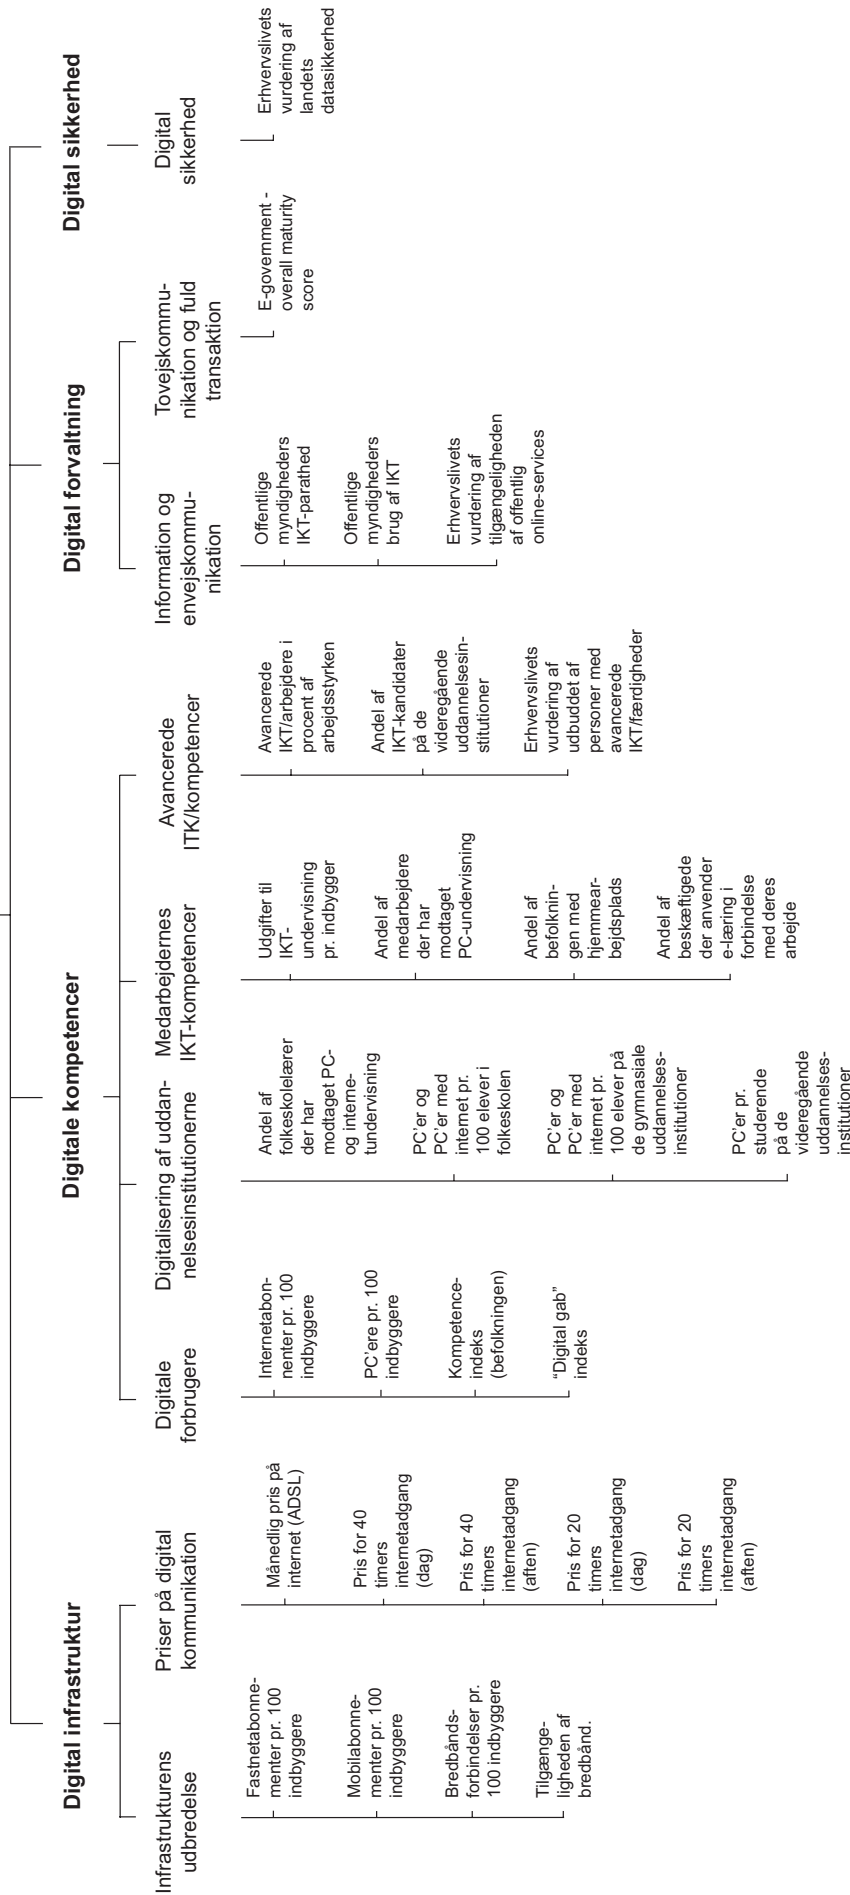 Digital infrastruktur
Infrastrukturens
udbredelse
Fastnetabonne-
menter pr. 100
indbyggere
Mobilabonne-
menter pr. 100
indbyggere
Bredbånds-
forbindelser pr.
100 indbyggere
Tilgænge-
ligheden af
bredbånd.
Priser på digital
kommunikation
Månedlig pris på
internet (ADSL)
Pris for 40
timers
internetadgang
(dag)
Pris for 40
timers
internetadgang
(aften)
Pris for 20
timers
internetadgang
(dag)
Pris for 20
timers
internetadgang
(aften)
Digitale kompetencer
Digitale
forbrugere
Internetabon-
nenter pr. 100
indbyggere
PC'ere pr. 100
indbyggere
Kompetence-
indeks
(befolkningen)
“Digital gab”
indeks
Digitalisering af uddan-
nelsesinstitutionerne
Andel af
folkeskolelærer
der har
modtaget PC-
og interne-
tundervisning
PC'er og
PC'er med
internet pr.
100 elever i
folkeskolen
PC'er og
PC'er med
internet pr.
100 elever på
de gymnasiale
uddannelses-
institutioner
PC'er pr.
studerende
på de
videregående
uddannelses-
institutioner
Medarbejdernes
IKT-kompetencer
Udgifter til
IKT-
undervisning
pr. indbygger
Andel af
medarbejdere
der har
modtaget
PC-undervisning
Andel af
befolknin-
gen med
hjemmear-
bejdsplads
Andel af
beskæftigede
der anvender
e-læring i
forbindelse
med deres
arbejde
Avancerede
ITK/kompetencer
Avancerede
IKT/arbejdere i
procent af
arbejdsstyrken
Andel af
IKT-kandidater
på de
videregående
uddannelsesin-
stitutioner
Erhvervslivets
vurdering af
udbuddet af
personer med
avancerede
IKT/færdigheder
Digital forvaltning
Information og
envejskommu-
nikation
Offentlige
myndigheders
IKT-parathed
Offentlige
myndigheders
brug af IKT
Erhvervslivets
vurdering af
tilgængeligheden
af offentlig
online-services
Tovejskommu-
nikation og fuld
transaktion
E-government -
overall maturity
score
Digital sikkerhed
Digital
sikkerhed
Erhvervslivets
vurdering af
landets
datasikkerhed